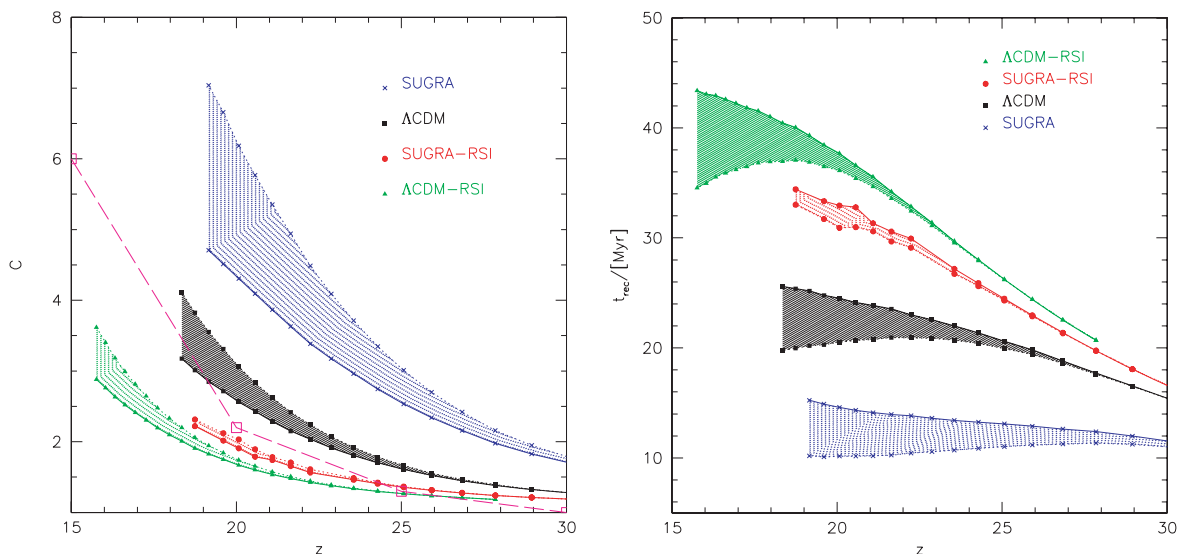 8
6
4
2
C
15
20
25
30
z
SUGRA
ΛCDM
SUGRA-RSI
ΛCDM-RSI
50
40
30
20
10
t_rec/[Myr]
15
20
25
30
z
ΛCDM-RSI
SUGRA-RSI
ΛCDM
SUGRA